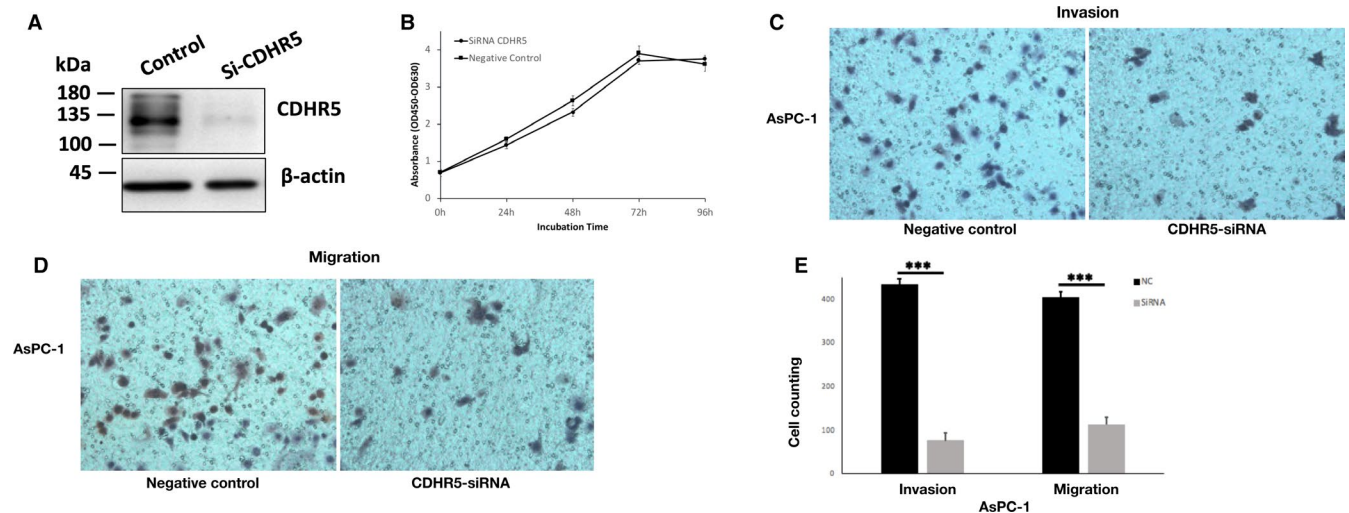 A
Control
Si-CDHR5
kDa
180
135
100
45
CDHR5
β-actin
B
SiRNA CDHR5
Negative Control
Absorbance (OD450-OD630)
4
3
2
1
0
0h
24h
48h
72h
96h
Incubation Time
C
Invasion
AsPC-1
Negative control
CDHR5-siRNA
D
Migration
AsPC-1
Negative control
CDHR5-siRNA
E
***
***
NC
SiRNA
Cell counting
400
300
400
200
100
0
Invasion
Migration
AsPC-1